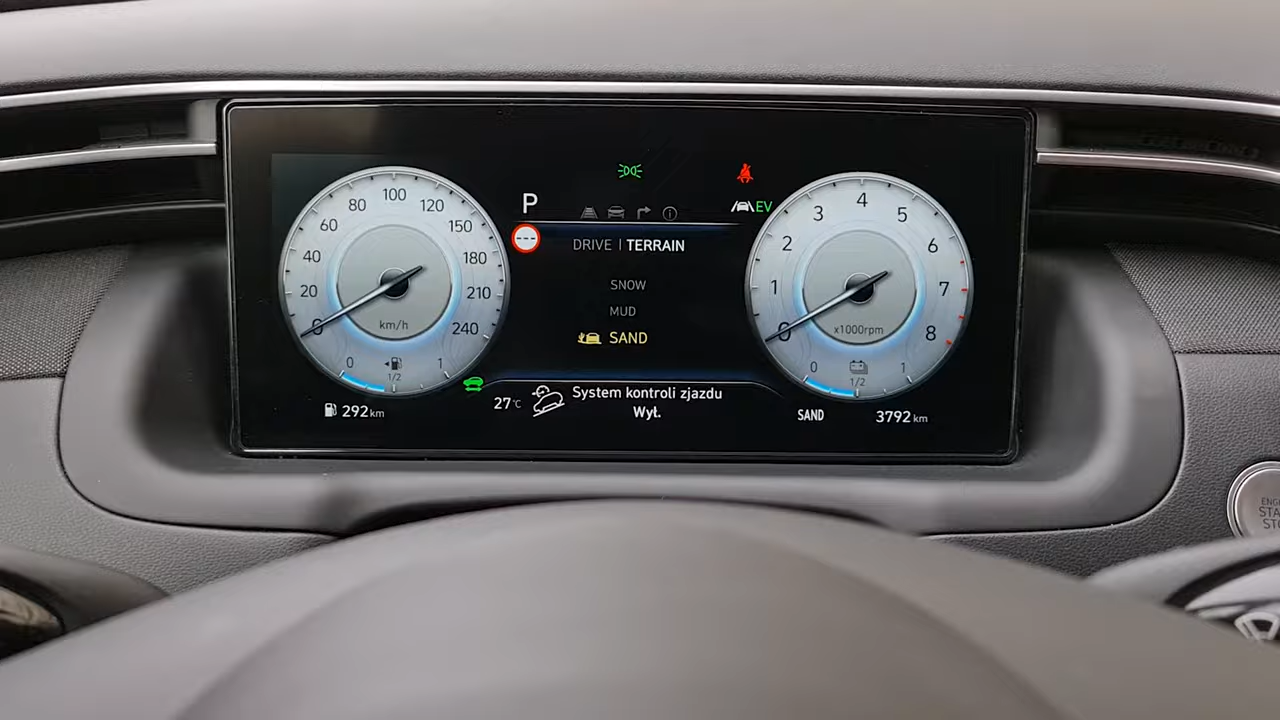 P
EV
DRIVE | TERRAIN
SNOW
MUD
SAND
0 20 40 60 80 100 120 150 180 210 240
km/h
0 1/2 1
0 1 2 3 4 5 6 7 8
x1000rpm
0 1/2 1
292 km
27°C
System kontroli zjazdu
Wył.
SAND
3792 km